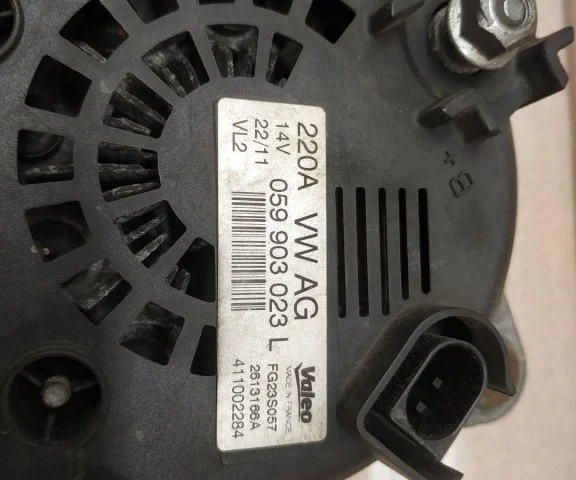 220A VW AG
14V 059 903 023 L
22/11
VL2
Valeo
MADE IN FRANCE
FG23S057
2613166A
411002284
B+